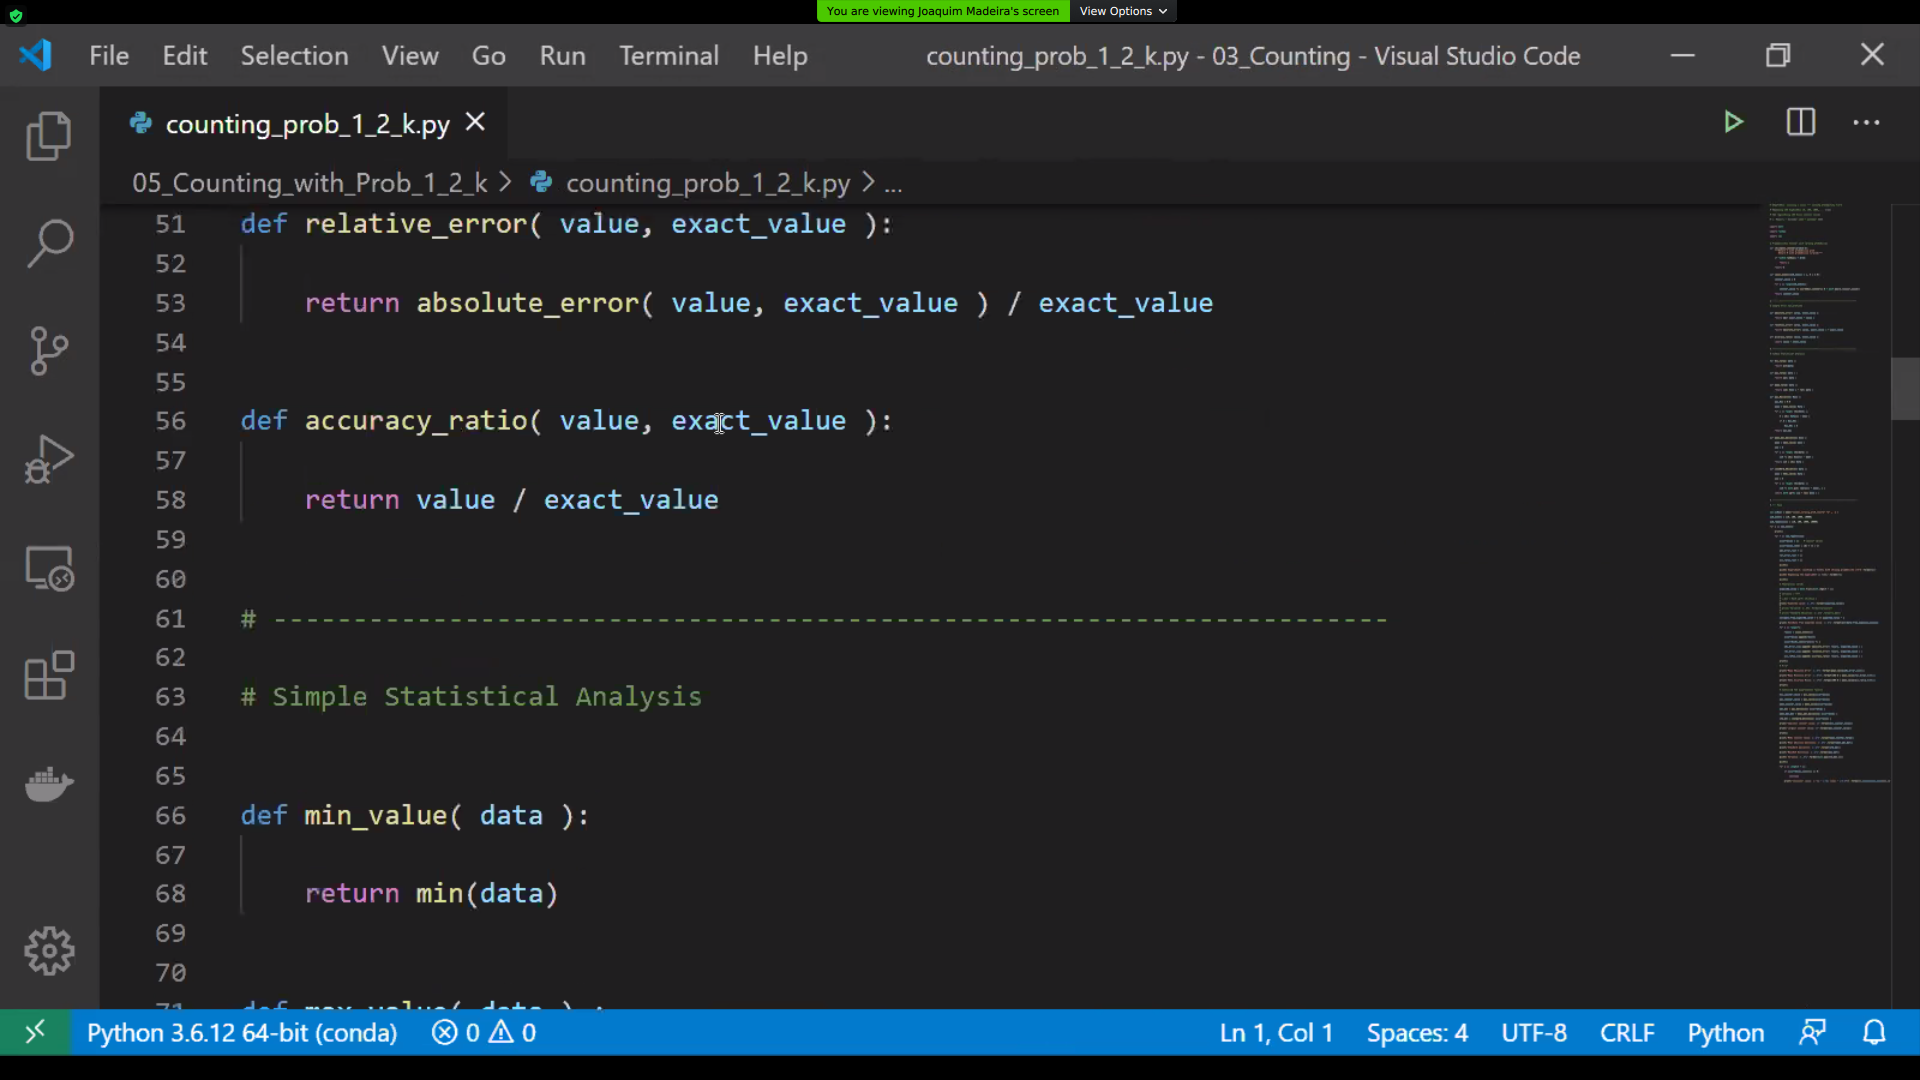 You are viewing Joaquim Madeira's screen View Options
File Edit Selection View Go Run Terminal Help counting_prob_1_2_k.py - 03_Counting - Visual Studio Code
counting_prob_1_2_k.py
05_Counting_with_Prob_1_2_k > counting_prob_1_2_k.py > ...
51 def relative_error( value, exact_value ):
52
53 return absolute_error( value, exact_value ) / exact_value
54
55
56 def accuracy_ratio( value, exact_value ):
57
58 return value / exact_value
59
60
61 # ----------------------------------------------------------------------
62
63 # Simple Statistical Analysis
64
65
66 def min_value( data ):
67
68 return min(data)
69
70
71 def max_value( data ) :
Python 3.6.12 64-bit (conda) 0 0 Ln 1, Col 1 Spaces: 4 UTF-8 CRLF Python